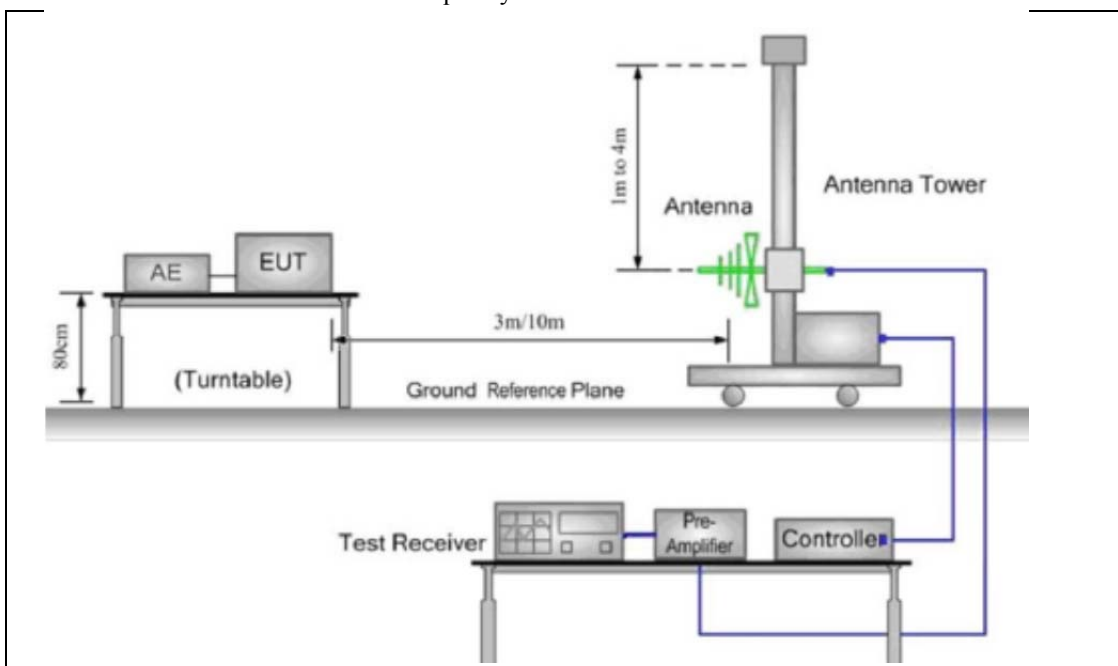 1m to 4m
Antenna Tower
Antenna
AE
EUT
80cm
3m/10m
(Turntable)
Ground Reference Plane
Test Receiver
Pre-
Amplifier
Controller